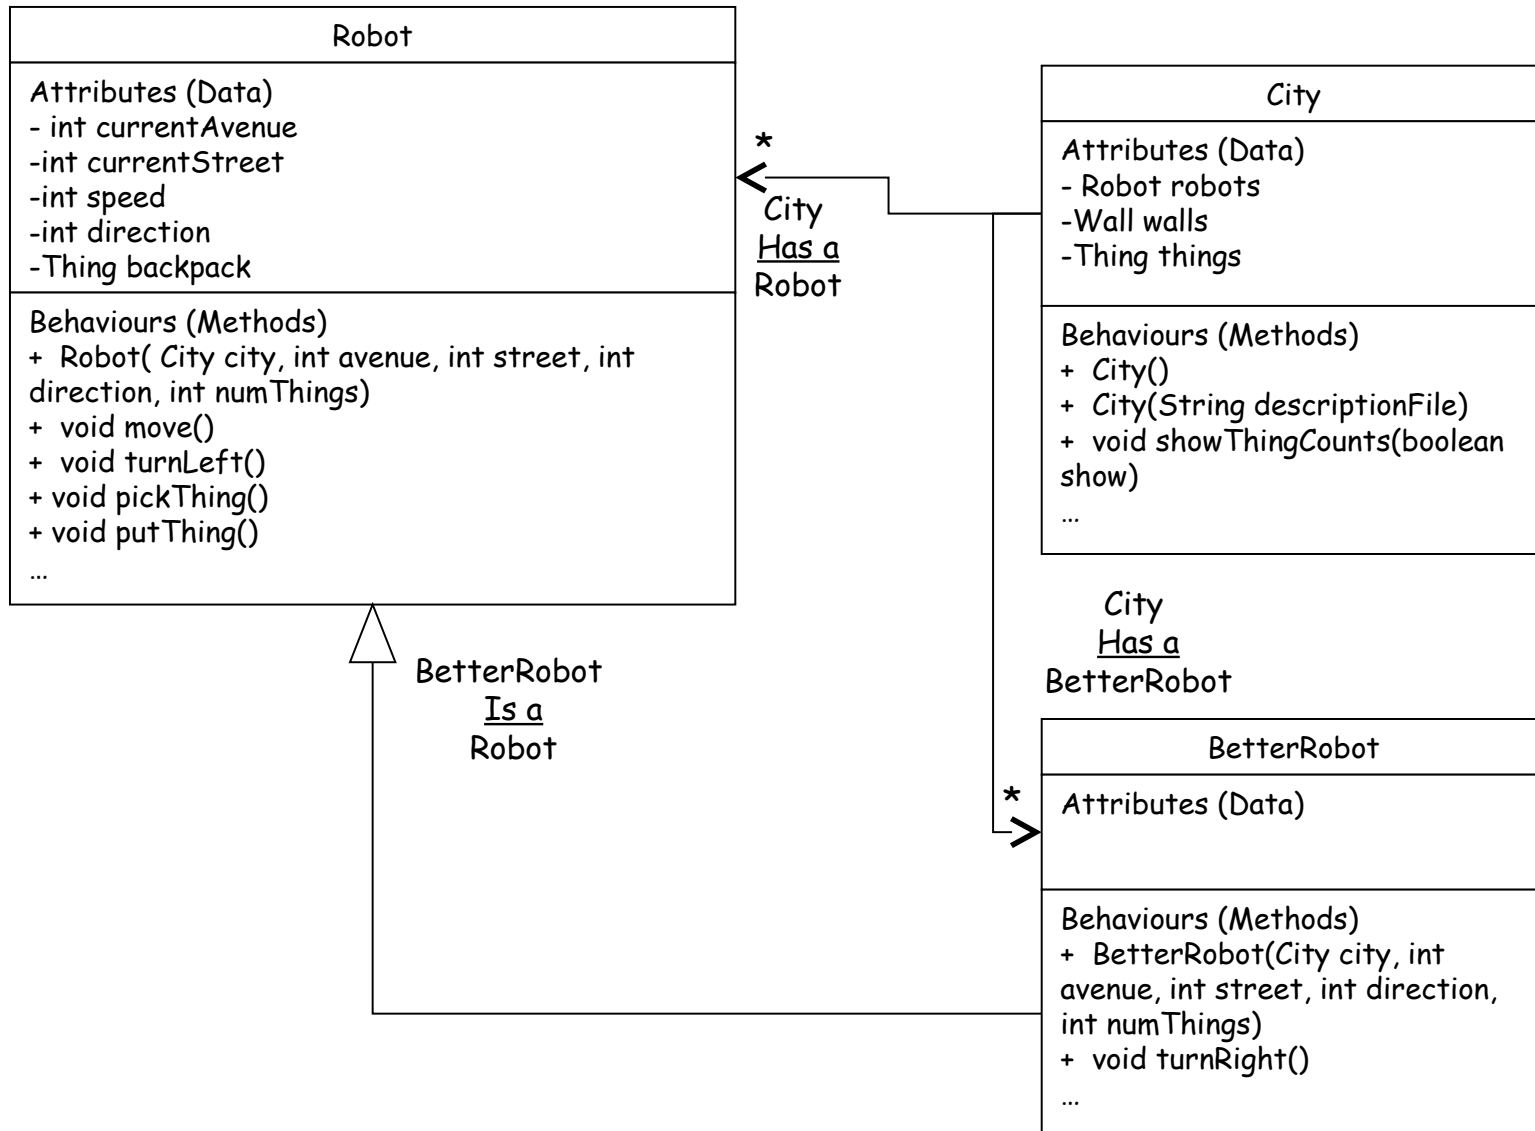 Robot
Attributes (Data)
- int currentAvenue
-int currentStreet
-int speed
-int direction
-Thing backpack
Behaviours (Methods)
+ Robot( City city, int avenue, int street, int
direction, int numThings)
+ void move()
+ void turnLeft()
+ void pickThing()
+ void putThing()
...
*
City
Has a
Robot
City
Attributes (Data)
- Robot robots
-Wall walls
-Thing things
Behaviours (Methods)
+ City()
+ City(String descriptionFile)
+ void showThingCounts(boolean
show)
...
BetterRobot
Is a
Robot
City
Has a
BetterRobot
*
BetterRobot
Attributes (Data)
Behaviours (Methods)
+ BetterRobot(City city, int
avenue, int street, int direction,
int numThings)
+ void turnRight()
...